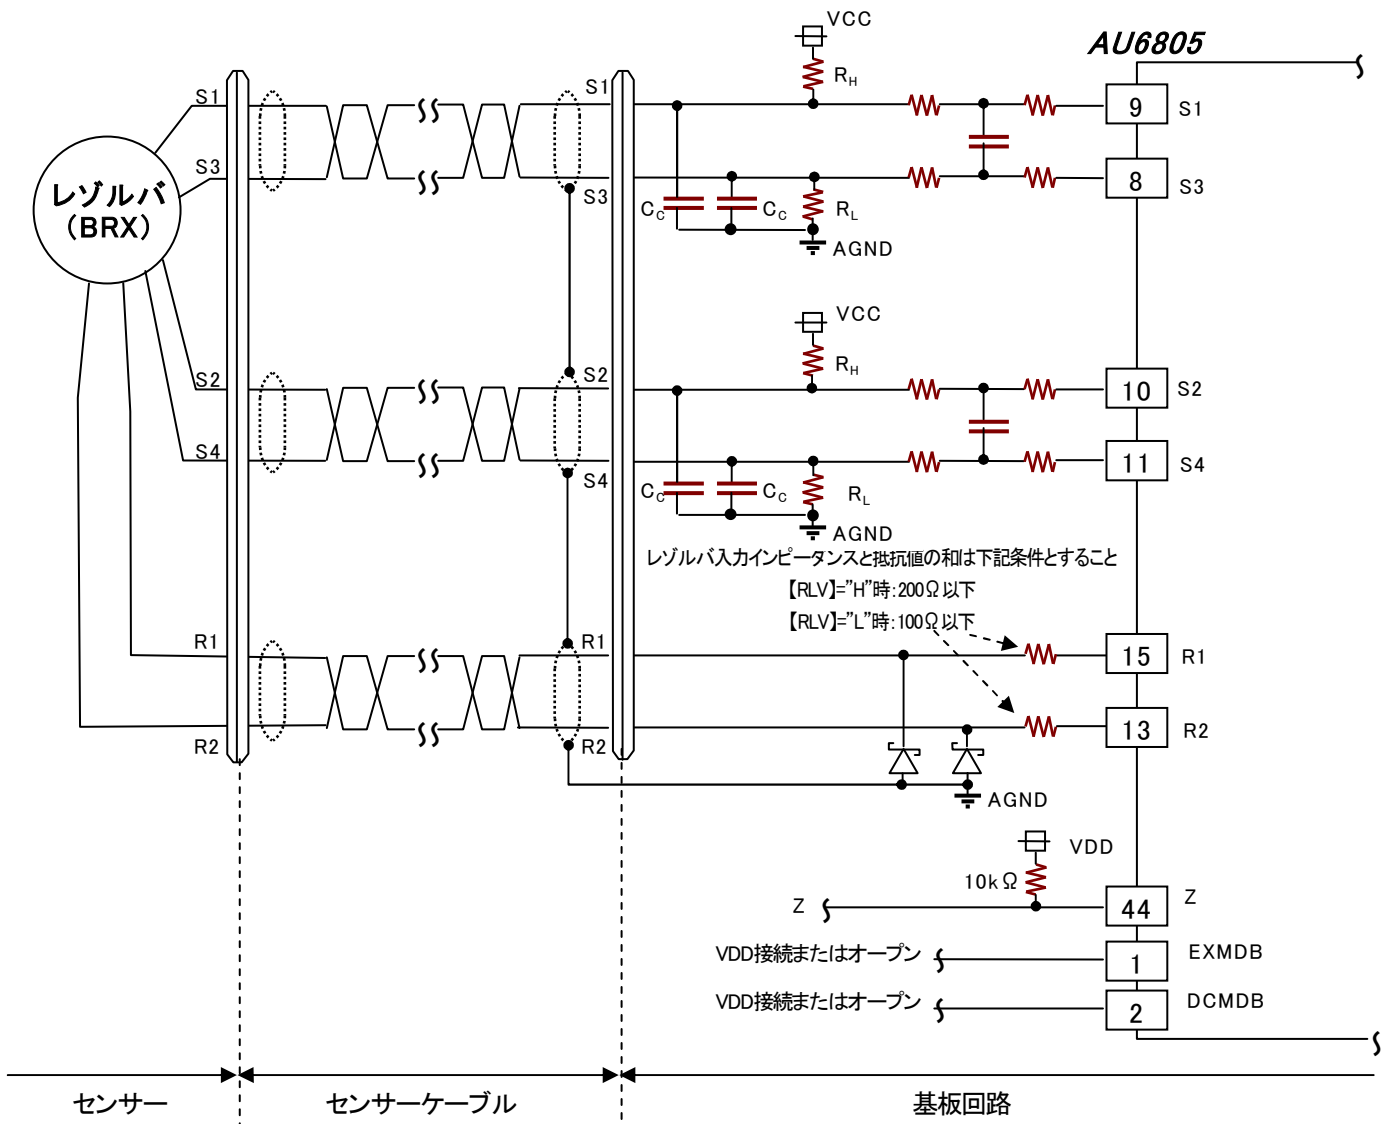 VCC
AU6805
RH
S1
S1
9
S1
S3
レゾルバ
(BRX)
S3
8
S3
CC
CC
RL
AGND
VCC
RH
S2
S2
10
S2
S4
S4
11
S4
CC
CC
RL
AGND
レゾルバ入力インピータンスと抵抗値の和は下記条件とすること
【RLV】="H"時:200Ω以下
【RLV】="L"時:100Ω以下
R1
R1
15
R1
R2
R2
13
R2
AGND
VDD
10kΩ
Z
44
Z
VDD接続またはオープン
1
EXMDB
VDD接続またはオープン
2
DCMDB
センサー
センサーケーブル
基板回路